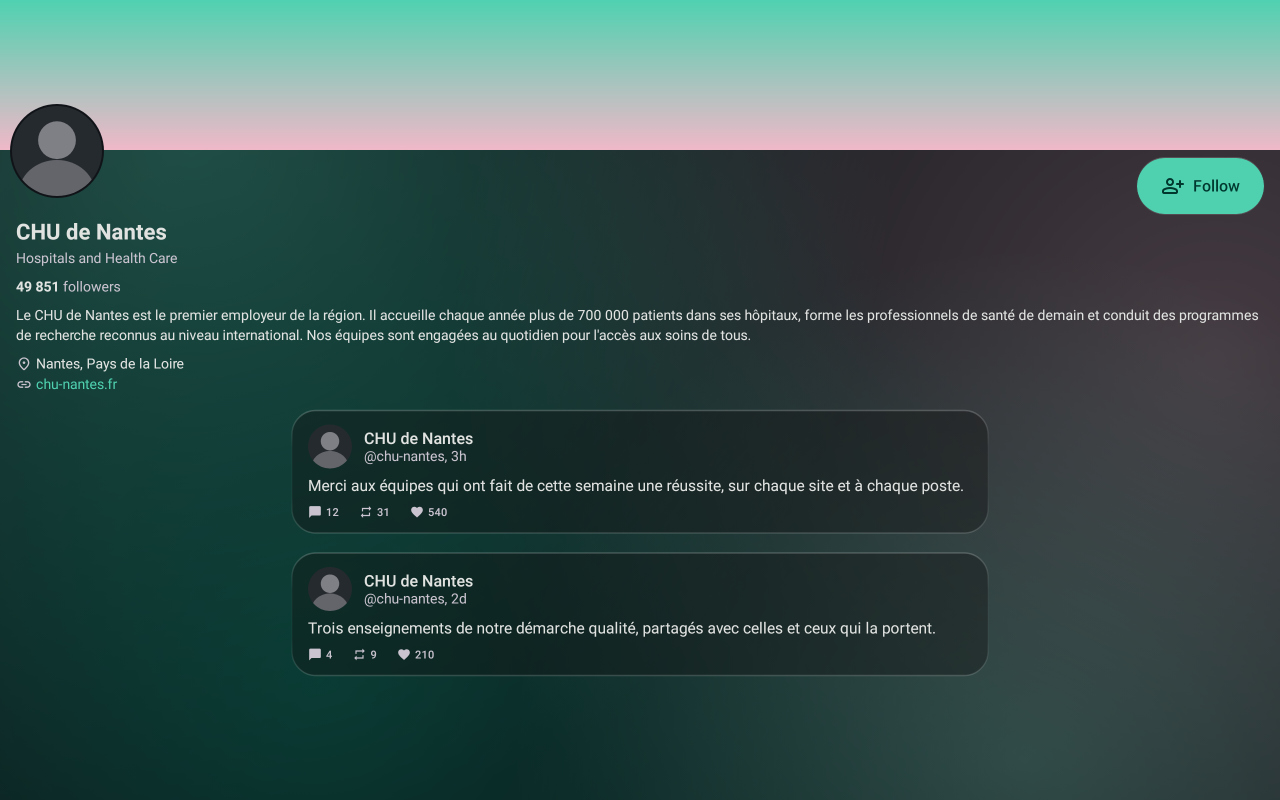 Follow
CHU de Nantes
Hospitals and Health Care
49 851 followers
Le CHU de Nantes est le premier employeur de la région. Il accueille chaque année plus de 700 000 patients dans ses hôpitaux, forme les professionnels de santé de demain et conduit des programmes
de recherche reconnus au niveau international. Nos équipes sont engagées au quotidien pour l'accès aux soins de tous.
Nantes, Pays de la Loire
chu-nantes.fr
CHU de Nantes
@chu-nantes, 3h
Merci aux équipes qui ont fait de cette semaine une réussite, sur chaque site et à chaque poste.
12 31 540
CHU de Nantes
@chu-nantes, 2d
Trois enseignements de notre démarche qualité, partagés avec celles et ceux qui la portent.
4 9 210